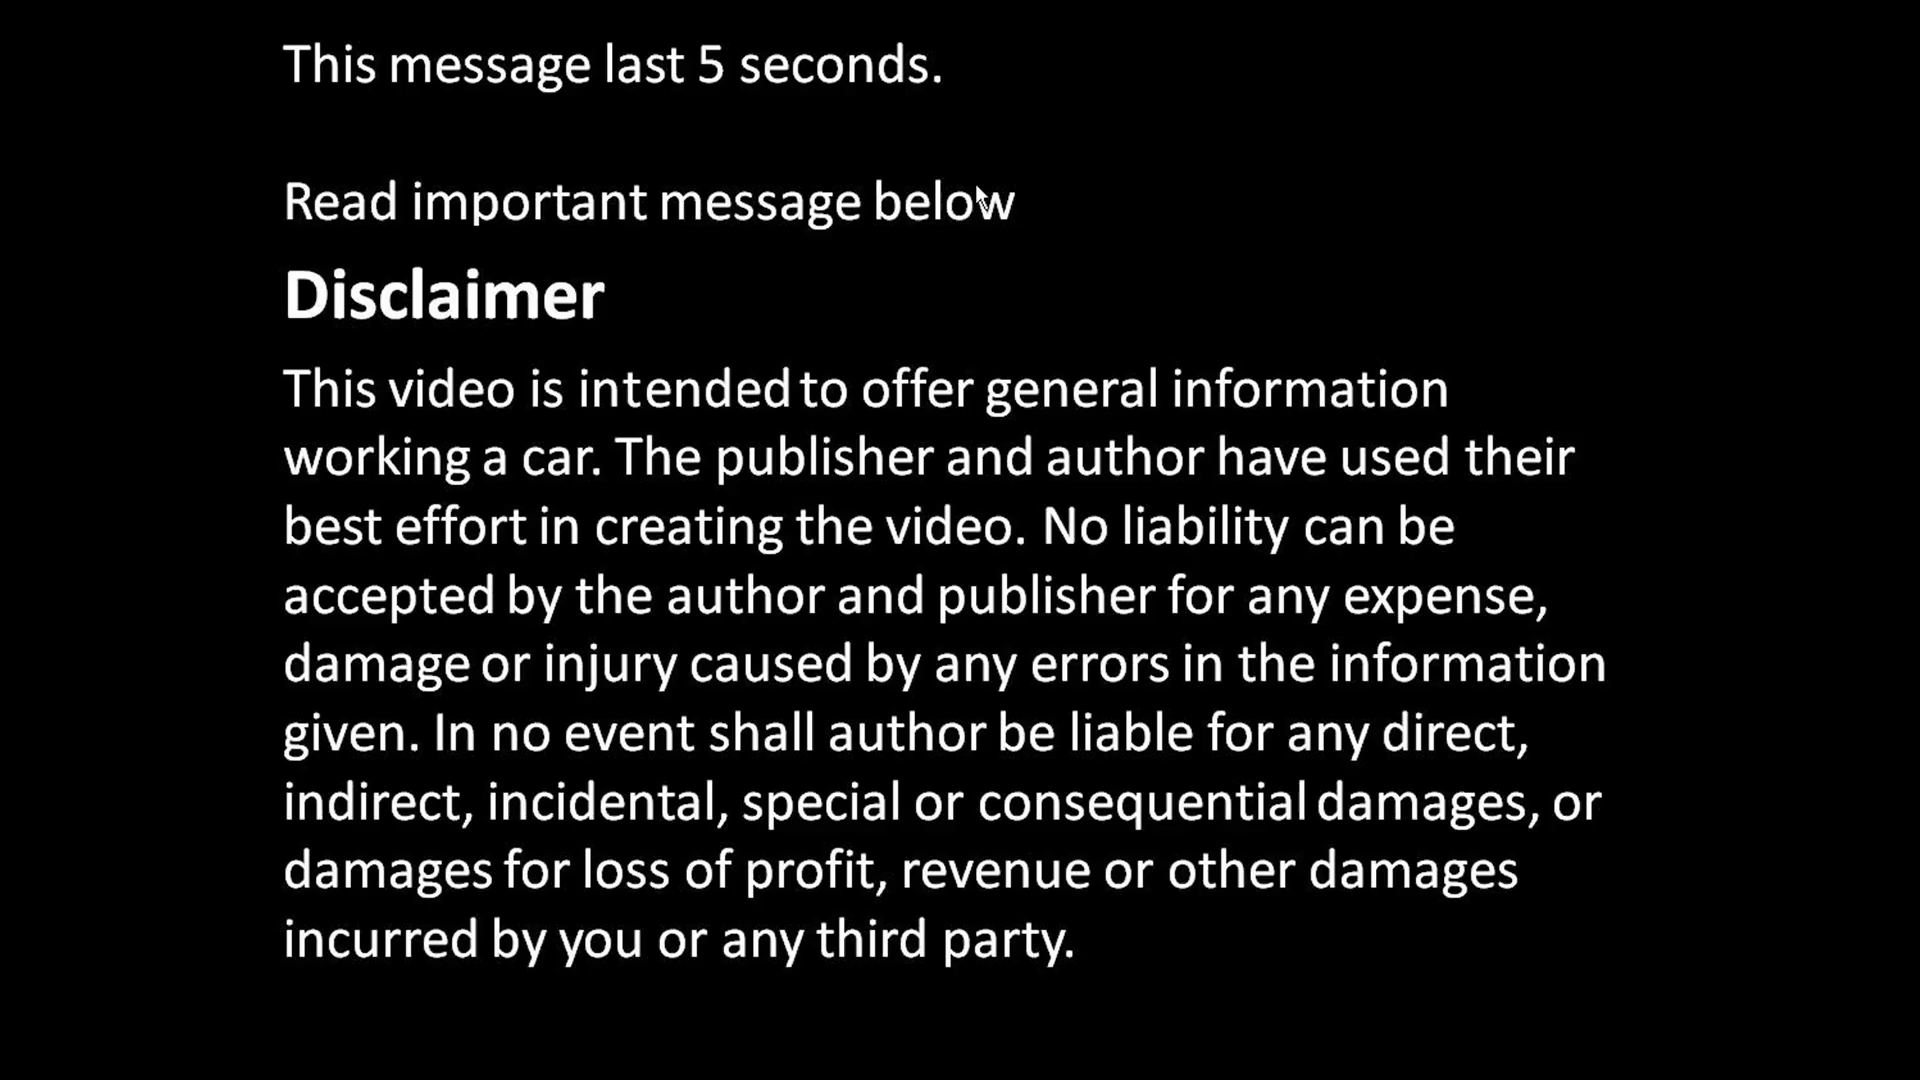 This message last 5 seconds.
Read important message below
Disclaimer
This video is intended to offer general information
working a car. The publisher and author have used their
best effort in creating the video. No liability can be
accepted by the author and publisher for any expense,
damage or injury caused by any errors in the information
given. In no event shall author be liable for any direct,
indirect, incidental, special or consequential damages, or
damages for loss of profit, revenue or other damages
incurred by you or any third party.